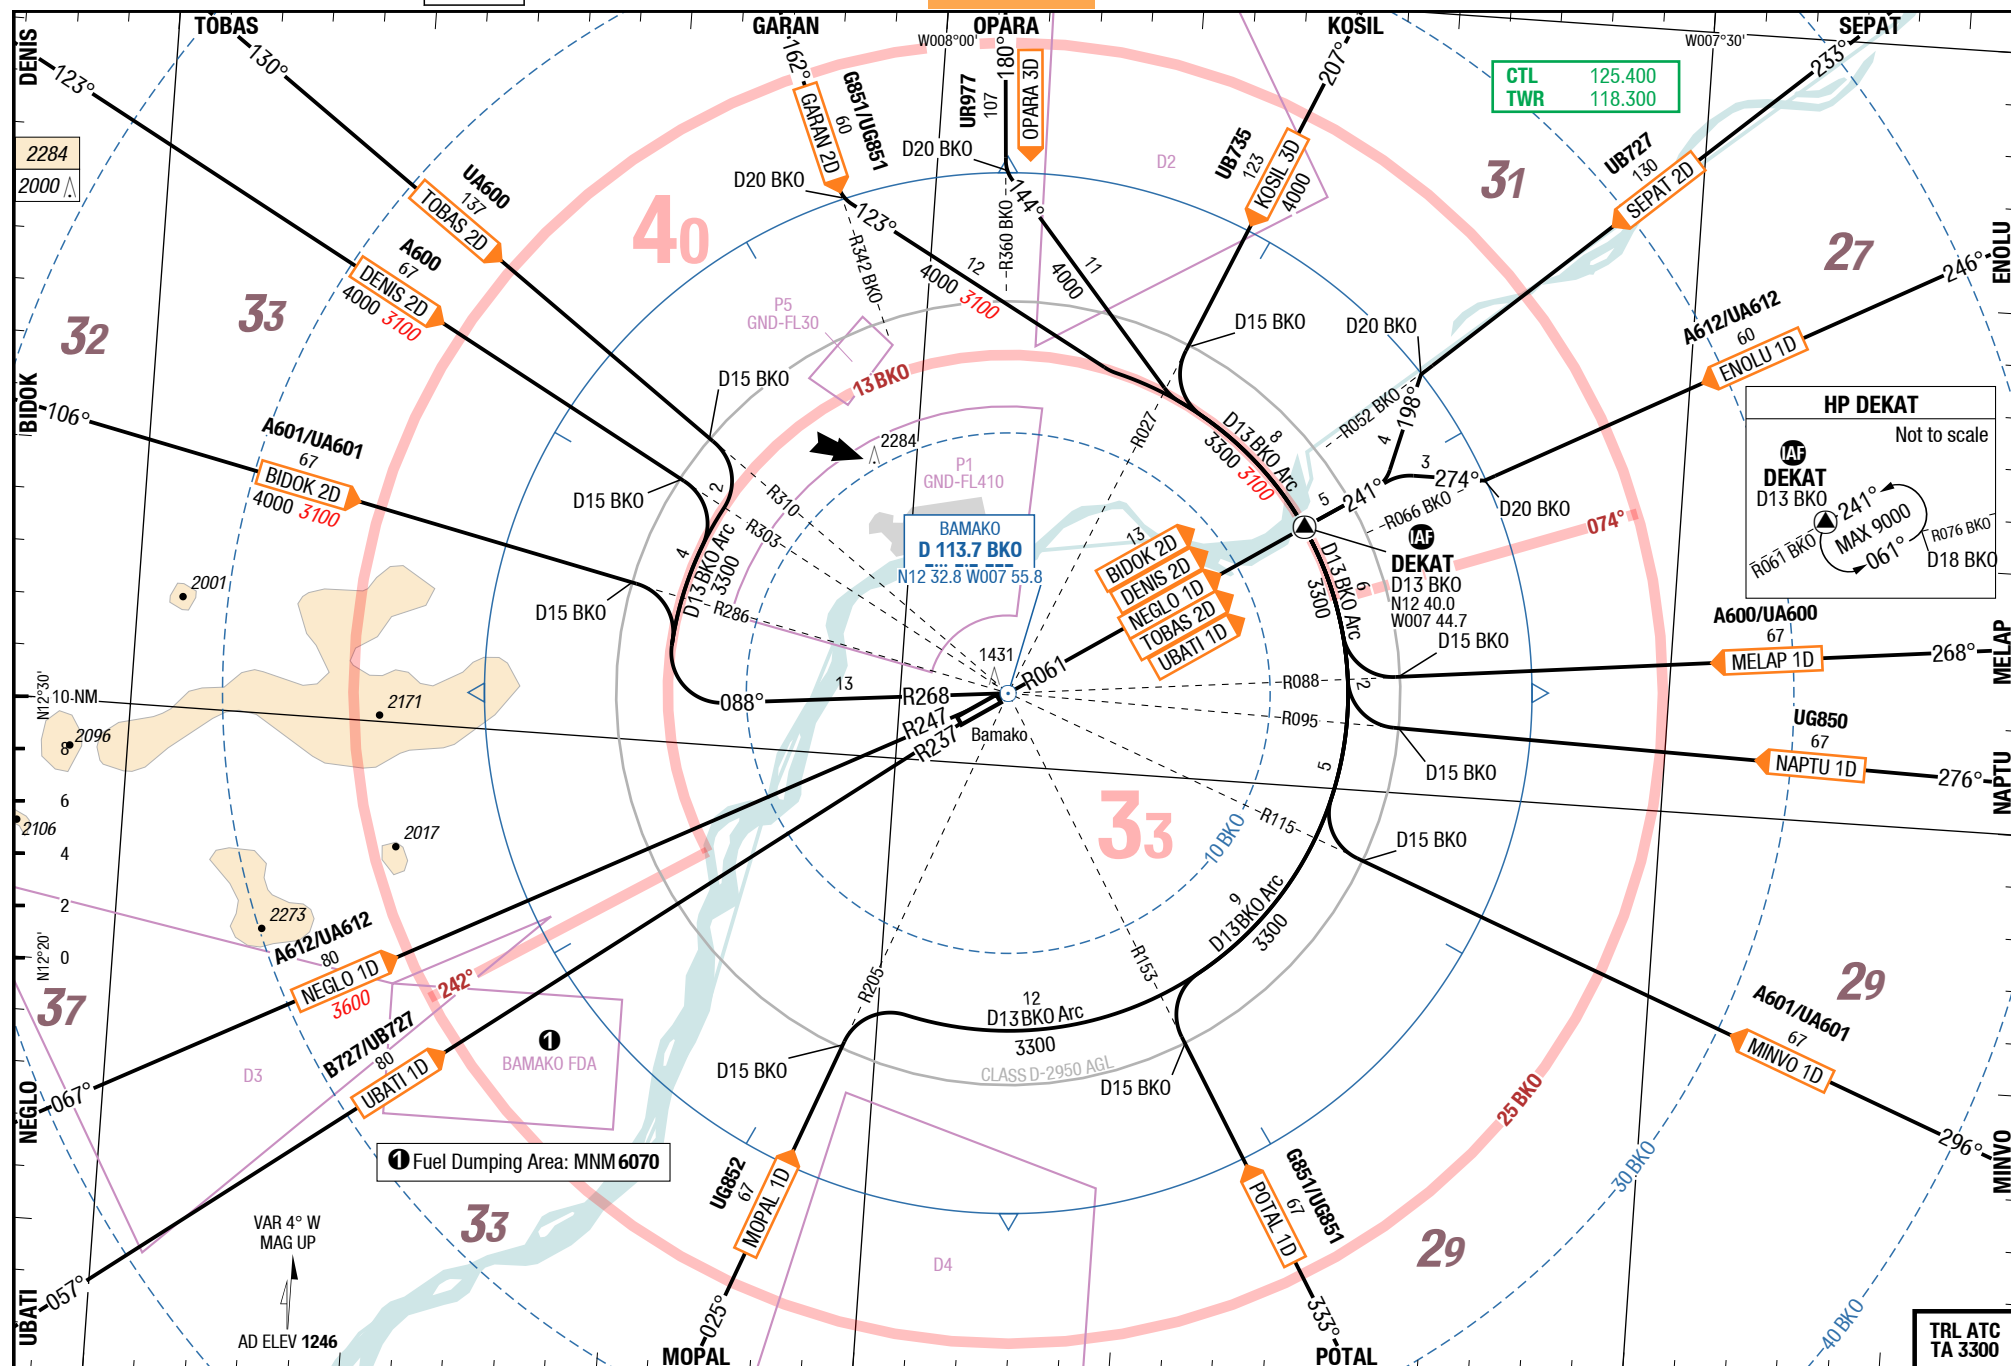 TOBAS
GARAN
OPARA
KOSIL
SEPAT
DENIS
123°
130°
162°
W008°00'
180°
207°
W007°30'
233°
CTL 125.400
TWR 118.300
2284
2000
G851/UG851
60
GARAN 2D
UR977
107
OPARA 3D
D20 BKO
D20 BKO
UB735
123
KOSIL 3D
4000
D2
31
UB727
130
SEPAT 2D
UA600
137
TOBAS 2D
40
123°
144°
R342 BKO
R360 BKO
12
4000 3100
11
4000
27
ENOLU
246°
A600
67
DENIS 2D
4000 3100
33
32
P5
GND-FL30
D15 BKO
D20 BKO
A612/UA612
60
ENOLU 1D
BIDOK
106°
D15 BKO
13 BKO
R027
R052 BKO
198°
4
HP DEKAT
Not to scale
IAF
DEKAT
D13 BKO
241°
MAX 9000
061°
R061 BKO
R076 BKO
D18 BKO
A601/UA601
67
BIDOK 2D
4000 3100
2284
D13 BKO Arc
8
3300 3100
3
274°
5
241°
R066 BKO
D20 BKO
074°
D15 BKO
2
R310
R303
P1
GND-FL410
BAMAKO
D 113.7 BKO
N12 32.8 W007 55.8
13
BIDOK 2D
DENIS 2D
NEGLO 1D
TOBAS 2D
UBATI 1D
IAF
DEKAT
D13 BKO
N12 40.0
W007 44.7
D13 BKO Arc
6
3300
4
D13 BKO Arc
3300
2001
D15 BKO
R286
1431
R061
D15 BKO
A600/UA600
67
MELAP 1D
268°
MELAP
N12°30'
10 NM
8
6
4
2
0
2171
2096
088°
13
R268
R247
R237
Bamako
R088
2
R095
UG850
67
NAPTU 1D
276°
NAPTU
D15 BKO
5
2106
2017
33
10 BKO
R115
D15 BKO
2273
N12°20'
A612/UA612
80
NEGLO 1D
3600
242°
37
R205
R153
9
D13 BKO Arc
3300
12
D13 BKO Arc
3300
29
A601/UA601
67
MINVO 1D
B727/UB727
80
UBATI 1D
1
BAMAKO FDA
D3
D15 BKO
CLASS D-2950 AGL
D15 BKO
25 BKO
NEGLO
067°
1 Fuel Dumping Area: MNM 6070
296°
MINVO
UG852
67
MOPAL 1D
G851/UG851
67
POTAL 1D
30 BKO
VAR 4° W
MAG UP
33
D4
29
UBATI
057°
AD ELEV 1246
025°
MOPAL
333°
POTAL
40 BKO
TRL ATC
TA 3300